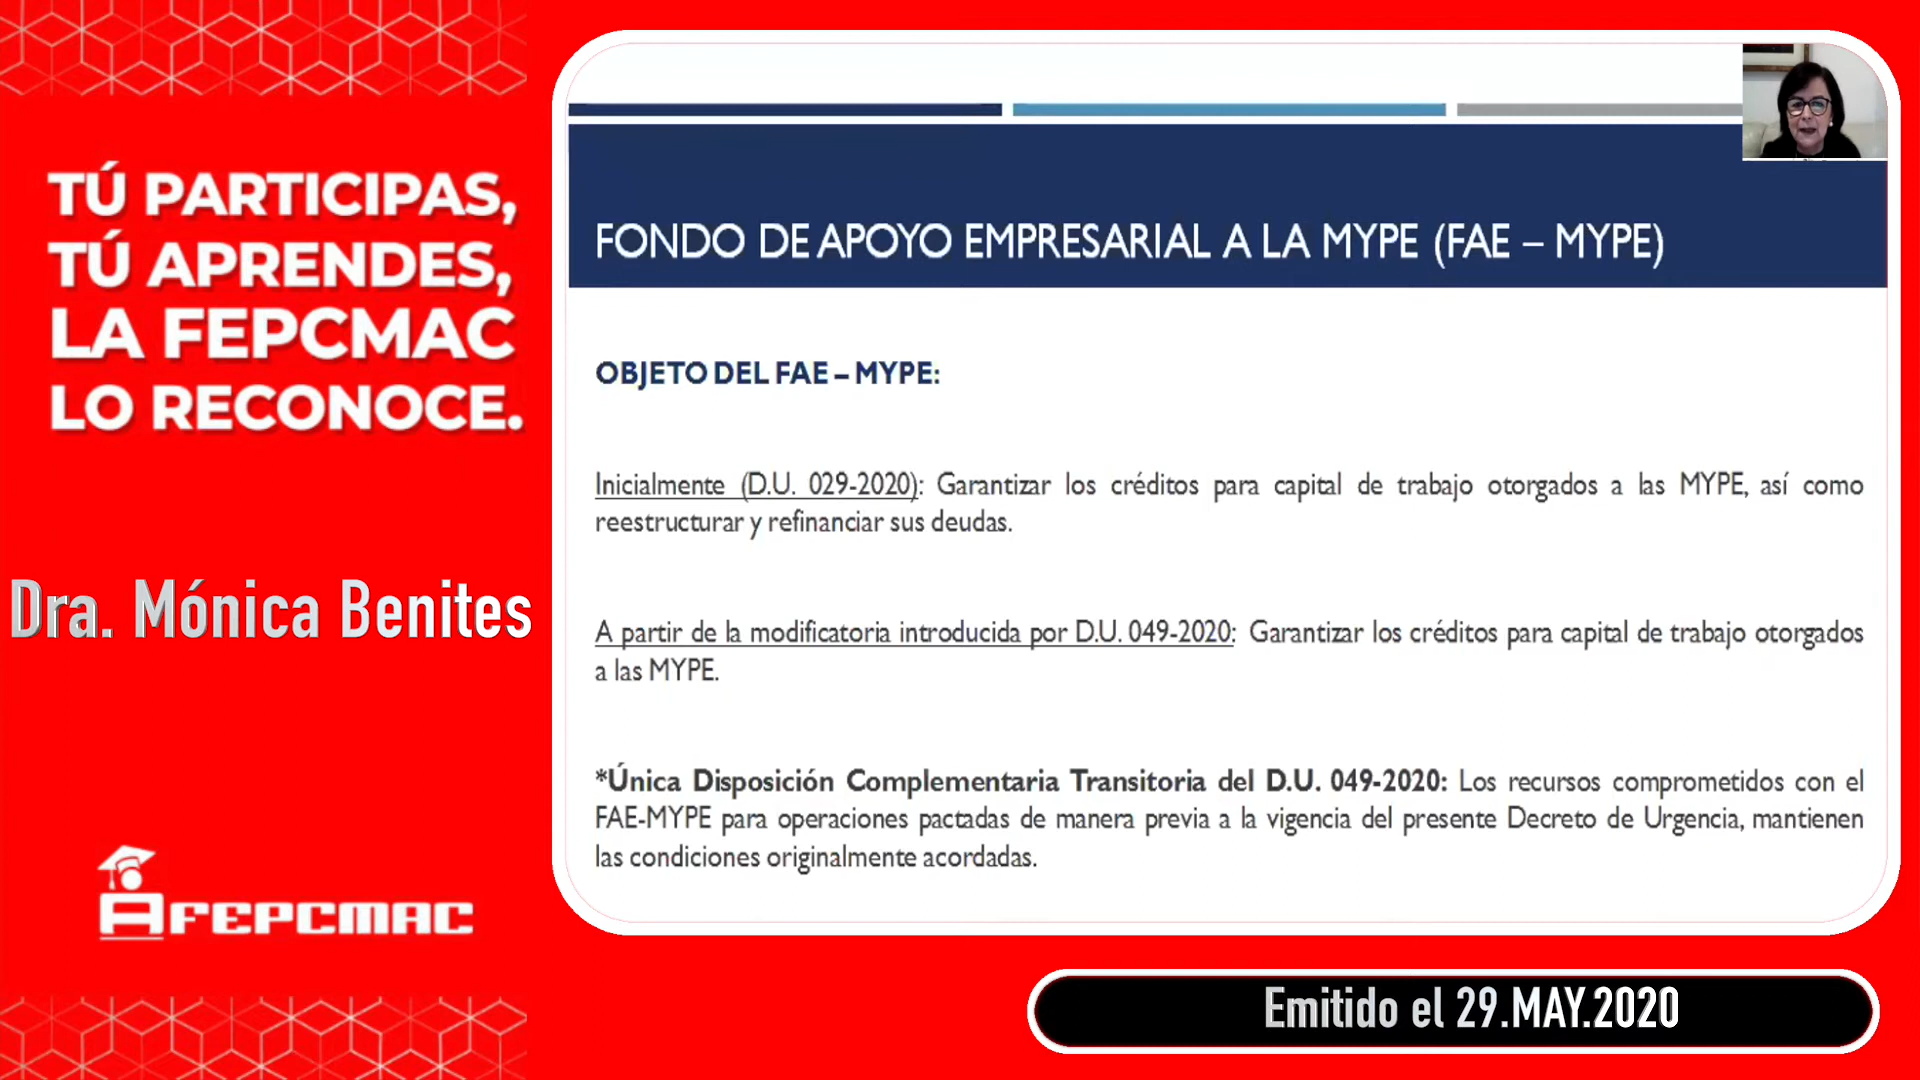 TÚ PARTICIPAS,
TÚ APRENDES,
LA FEPCMAC
LO RECONOCE.
Dra. Mónica Benites
FEPCMAC
FONDO DE APOYO EMPRESARIAL A LA MYPE (FAE – MYPE)
OBJETO DEL FAE – MYPE:
Inicialmente (D.U. 029-2020): Garantizar los créditos para capital de trabajo otorgados a las MYPE, así como
reestructurar y refinanciar sus deudas.
A partir de la modificatoria introducida por D.U. 049-2020: Garantizar los créditos para capital de trabajo otorgados
a las MYPE.
*Única Disposición Complementaria Transitoria del D.U. 049-2020: Los recursos comprometidos con el
FAE-MYPE para operaciones pactadas de manera previa a la vigencia del presente Decreto de Urgencia, mantienen
las condiciones originalmente acordadas.
Emitido el 29.MAY.2020